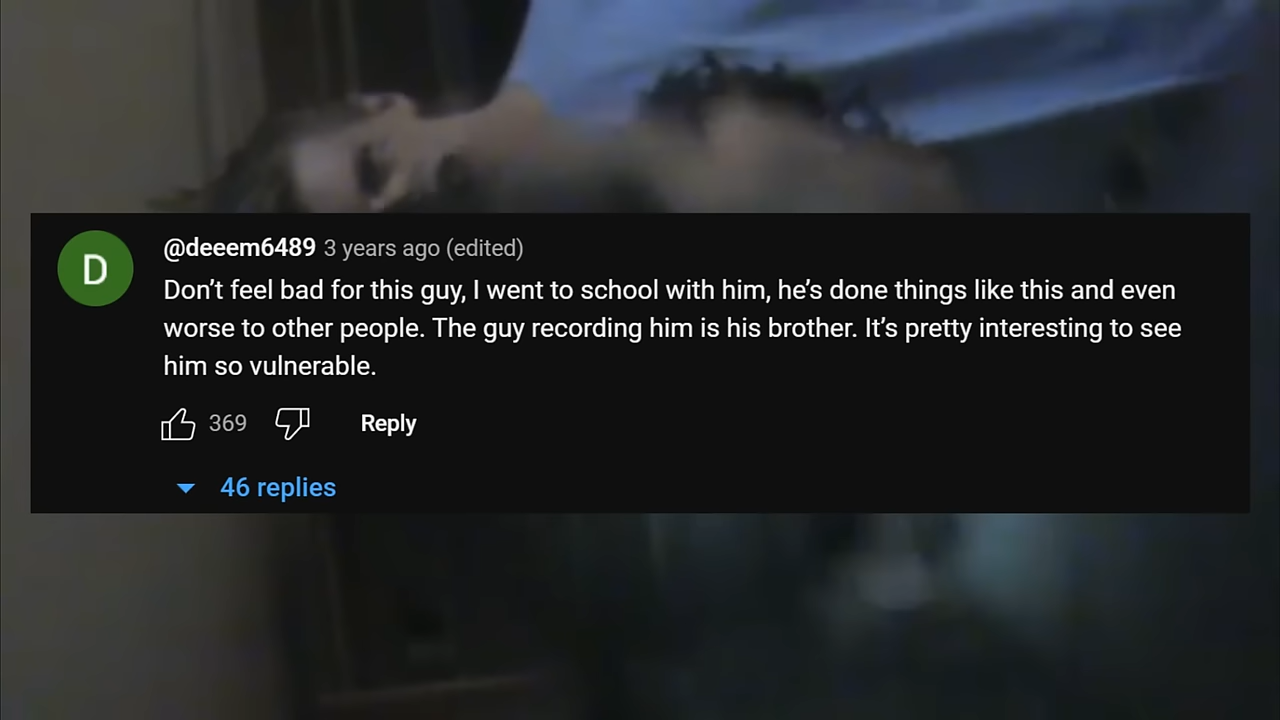 D
@deeem6489 3 years ago (edited)
Don’t feel bad for this guy, I went to school with him, he’s done things like this and even
worse to other people. The guy recording him is his brother. It’s pretty interesting to see
him so vulnerable.
369 Reply
46 replies